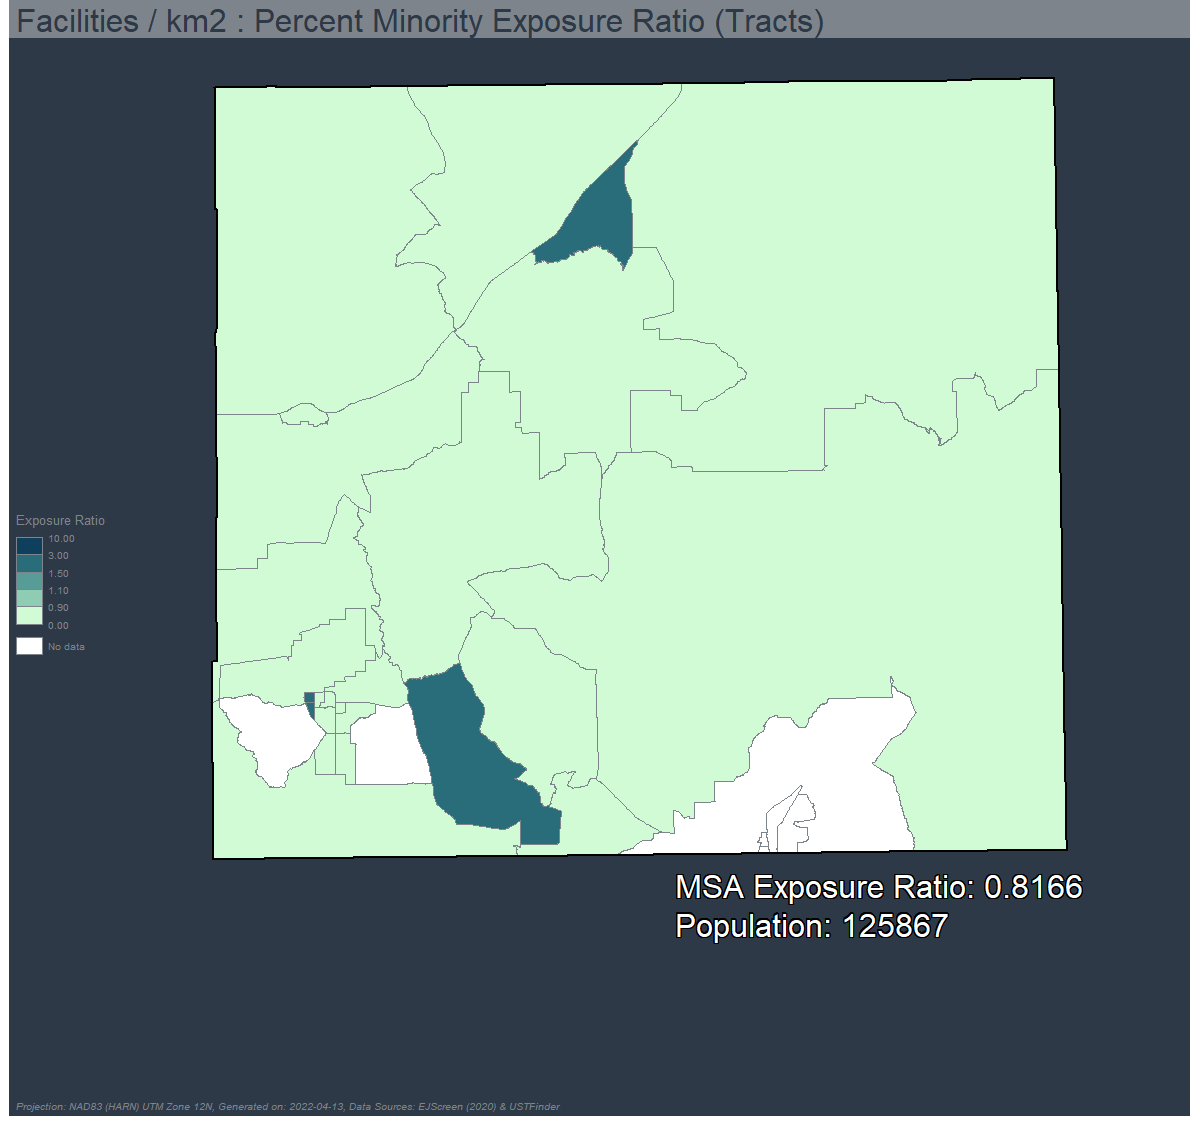 Facilities / km2 : Percent Minority Exposure Ratio (Tracts)
Exposure Ratio
10.00
3.00
1.50
1.10
0.90
0.00
No data
MSA Exposure Ratio: 0.8166
Population: 125867
Projection: NAD83 (HARN) UTM Zone 12N, Generated on: 2022-04-13, Data Sources: EJScreen (2020) & USTFinder